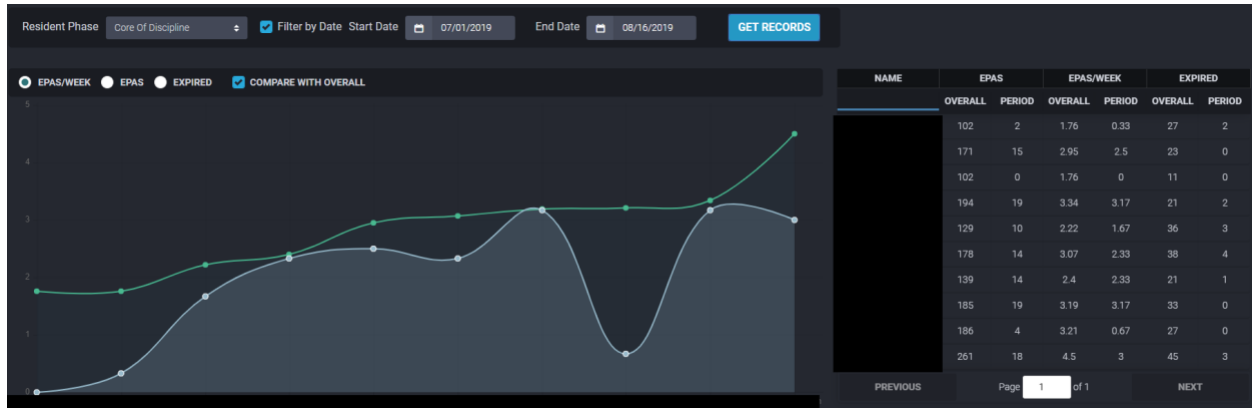 Resident Phase Core Of Discipline Filter by Date Start Date 07/01/2019 End Date 08/16/2019 GET RECORDS
EPAS/WEEK EPAS EXPIRED COMPARE WITH OVERALL
5
4
3
2
1
0
NAME EPAS EPAS/WEEK EXPIRED
OVERALL PERIOD OVERALL PERIOD OVERALL PERIOD
102 2 1.76 0.33 27 2
171 15 2.95 2.5 23 0
102 0 1.76 0 11 0
194 19 3.34 3.17 21 2
129 10 2.22 1.67 36 3
178 14 3.07 2.33 38 4
139 14 2.4 2.33 21 1
185 19 3.19 3.17 33 0
186 4 3.21 0.67 27 0
261 18 4.5 3 45 3
PREVIOUS Page 1 of 1 NEXT